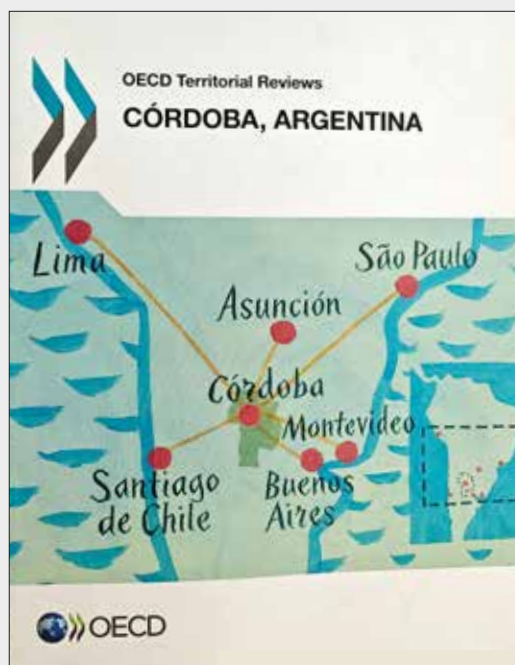 OECD Territorial Reviews
CÓRDOBA, ARGENTINA
Lima
São Paulo
Asunción
Córdoba
Montevideo
Santiago
de Chile
Buenos
Aires
OECD